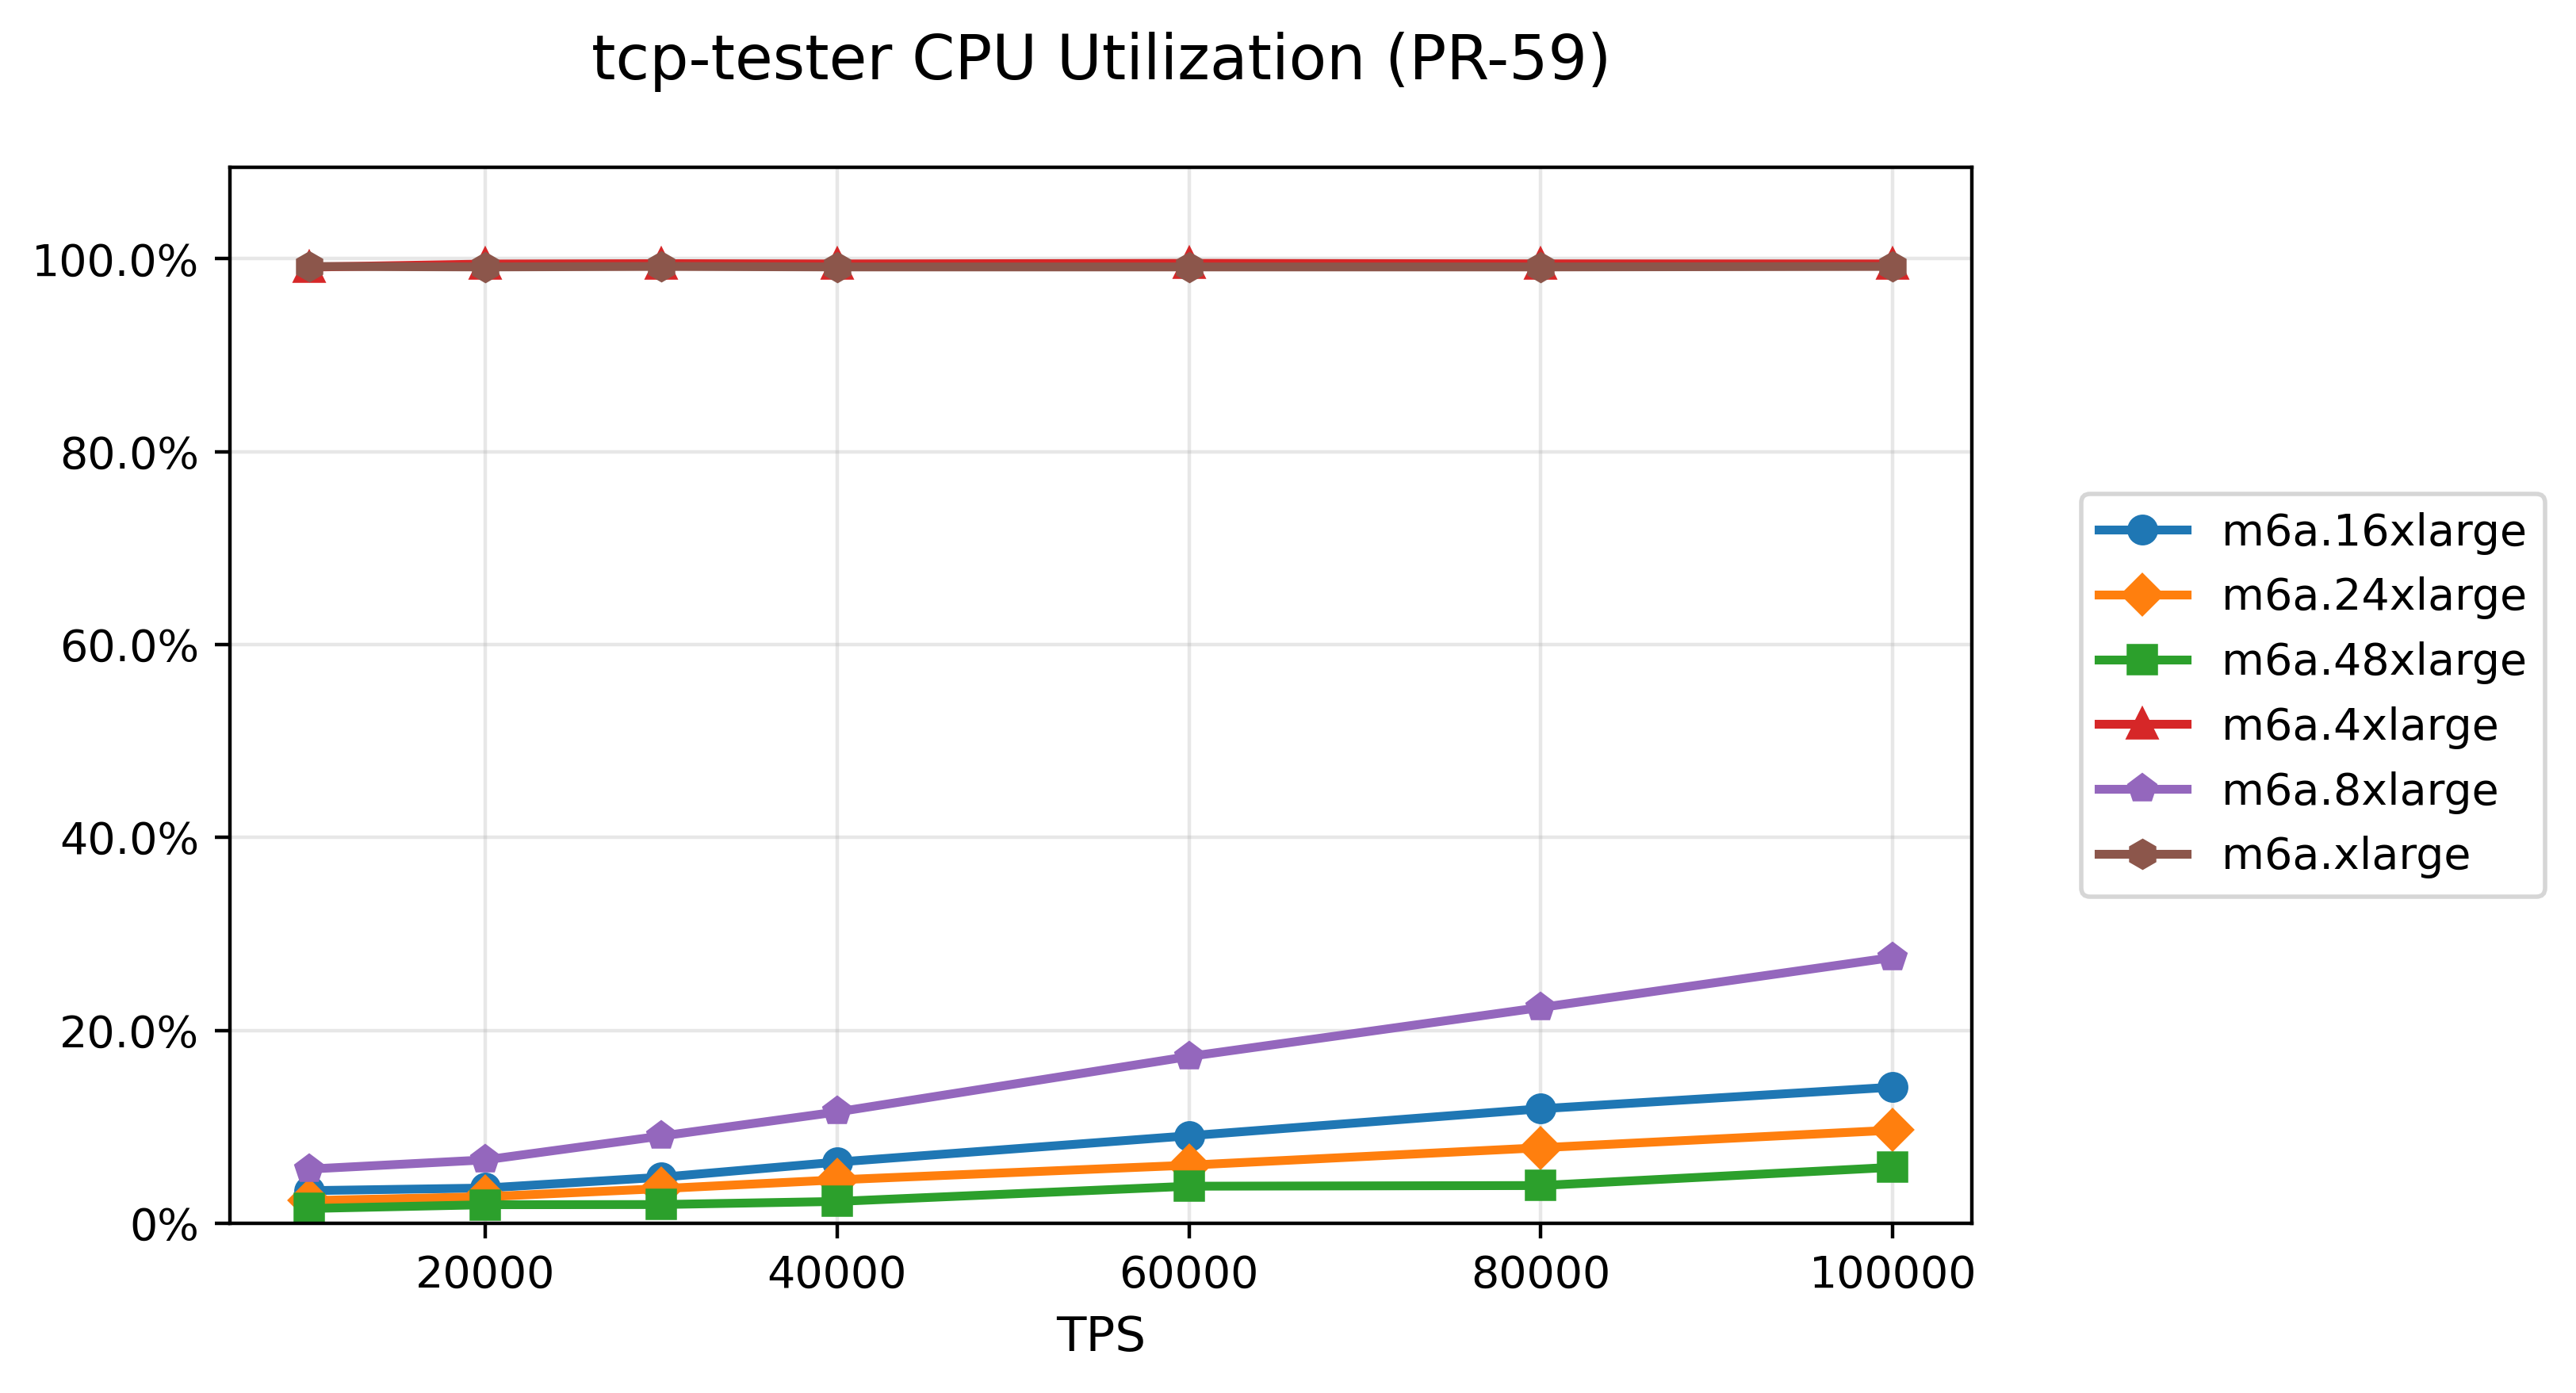 tcp-tester CPU Utilization (PR-59)
100.0%
80.0%
60.0%
40.0%
20.0%
0%
20000
40000
60000
80000
100000
TPS
m6a.16xlarge
m6a.24xlarge
m6a.48xlarge
m6a.4xlarge
m6a.8xlarge
m6a.xlarge